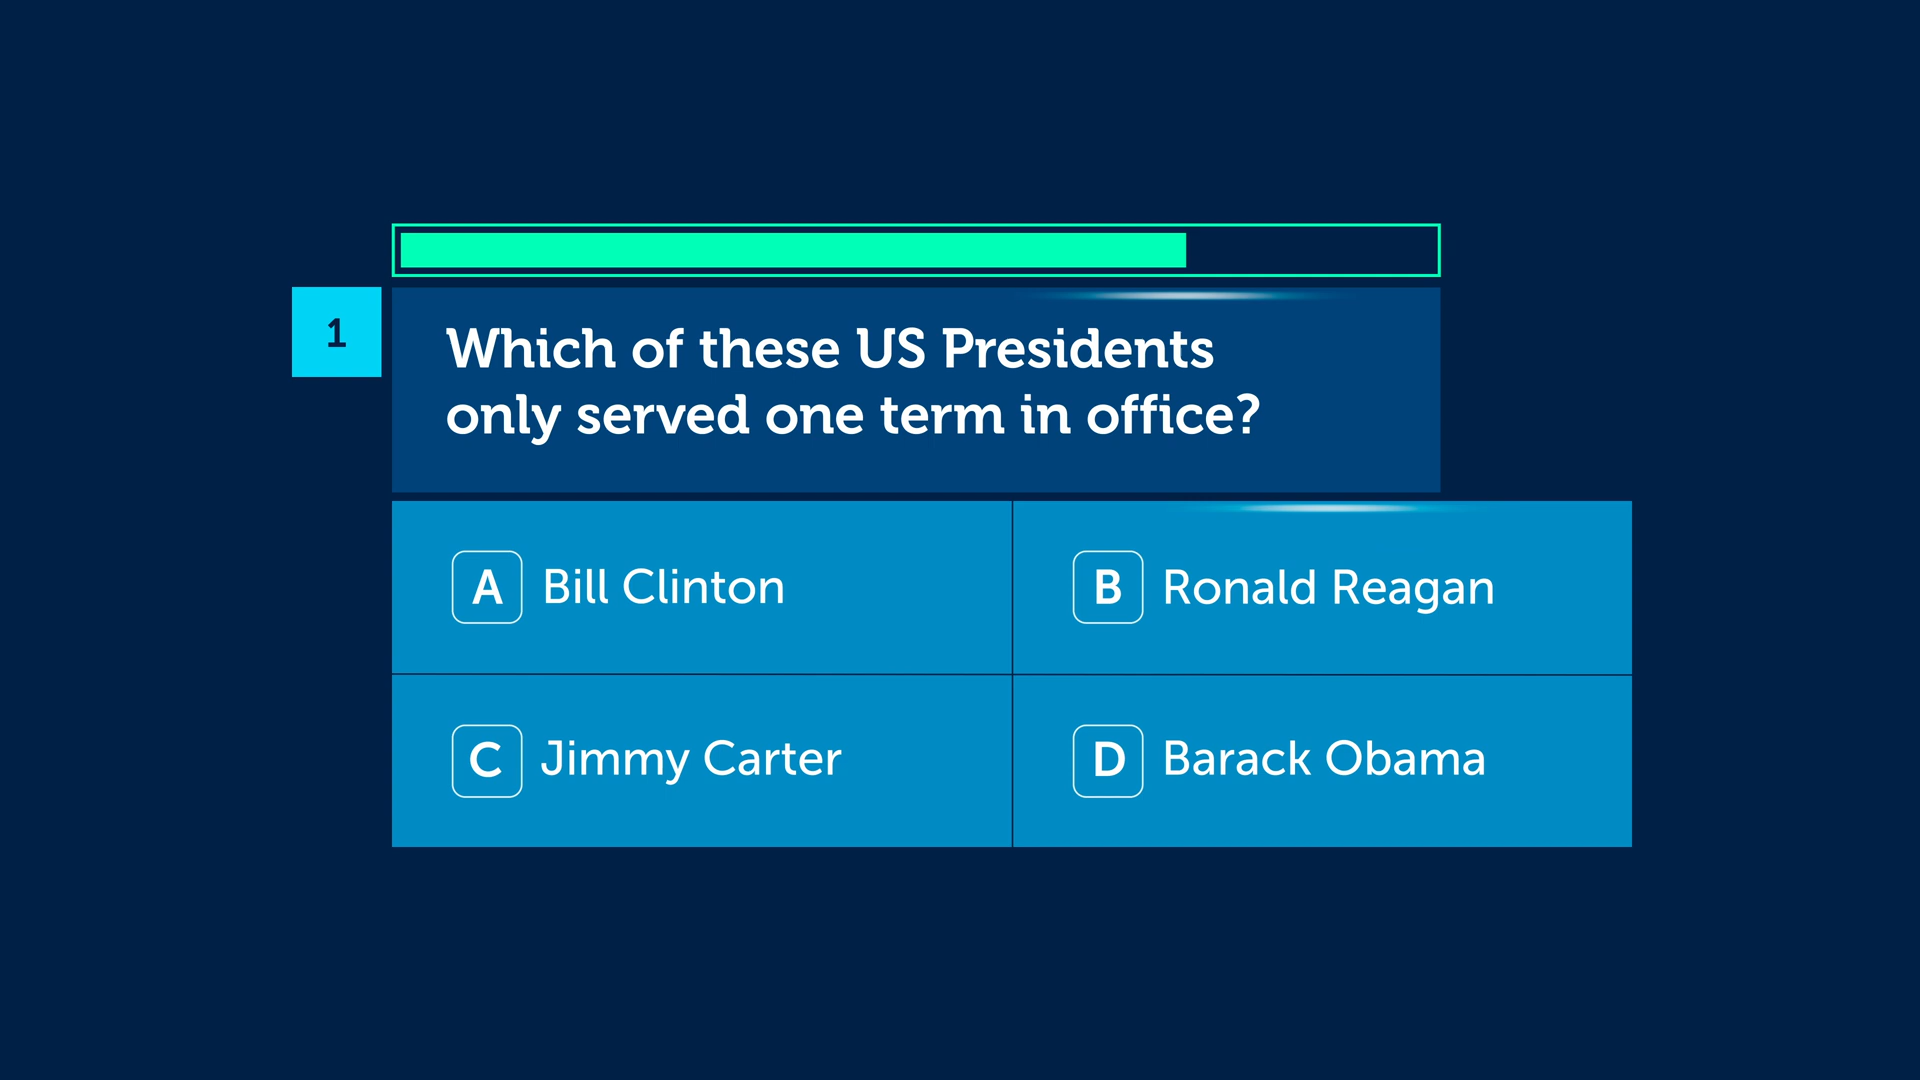 1
Which of these US Presidents
only served one term in office?
A Bill Clinton
B Ronald Reagan
C Jimmy Carter
D Barack Obama